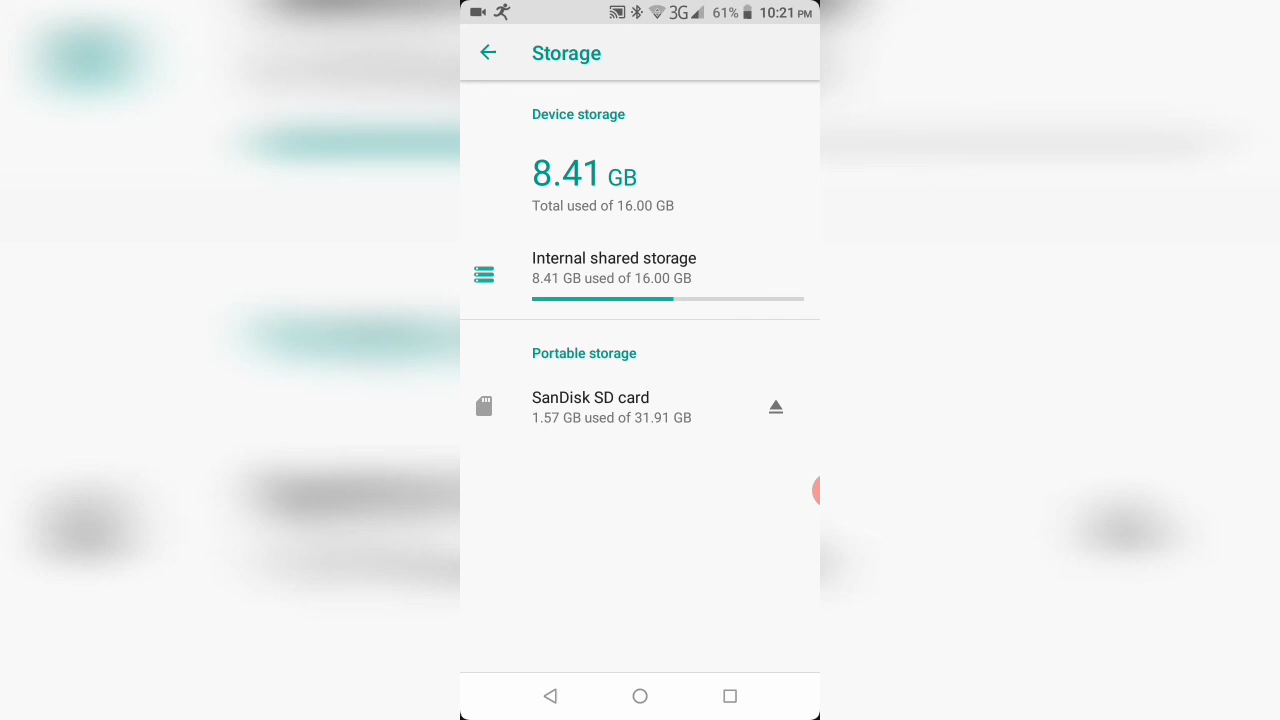 3G 61% 10:21 PM
Storage
Device storage
8.41 GB
Total used of 16.00 GB
Internal shared storage
8.41 GB used of 16.00 GB
Portable storage
SanDisk SD card
1.57 GB used of 31.91 GB